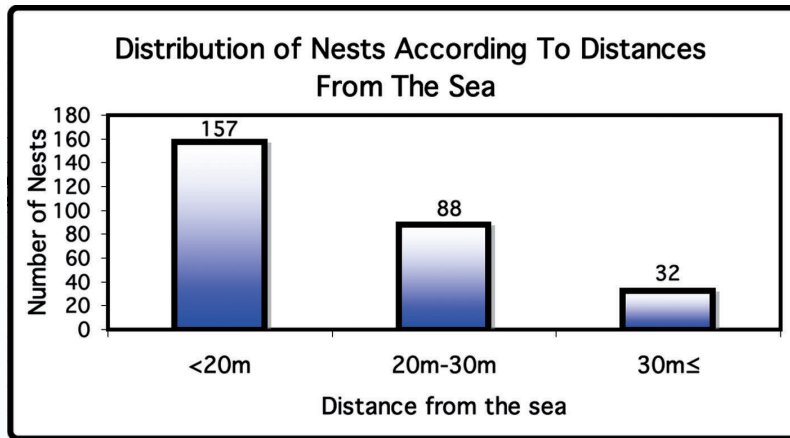 Distribution of Nests According To Distances
From The Sea
Number of Nests
180
160
140
120
100
80
60
40
20
0
157
88
32
<20m
20m-30m
30m≤
Distance from the sea